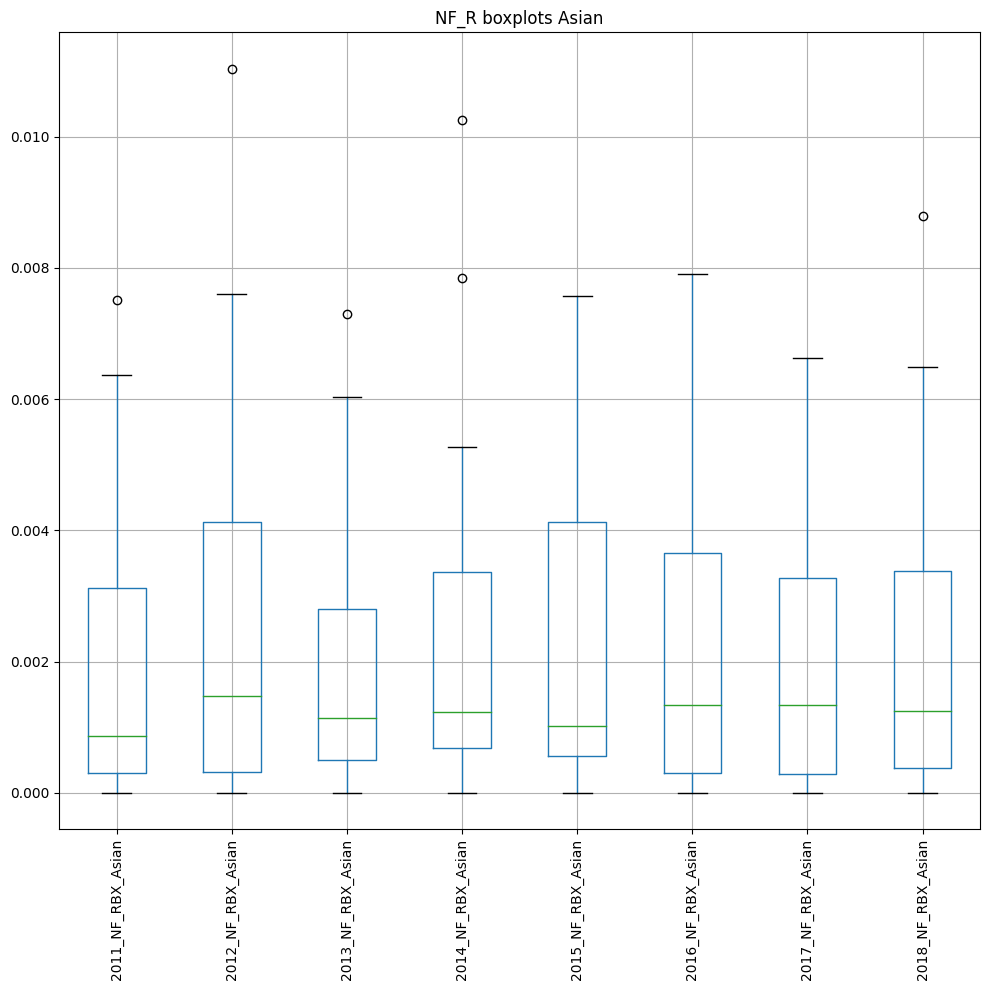 NF_R boxplots Asian
0.010
0.008
0.006
0.004
0.002
0.000
2011_NF_RBX_Asian
2012_NF_RBX_Asian
2013_NF_RBX_Asian
2014_NF_RBX_Asian
2015_NF_RBX_Asian
2016_NF_RBX_Asian
2017_NF_RBX_Asian
2018_NF_RBX_Asian